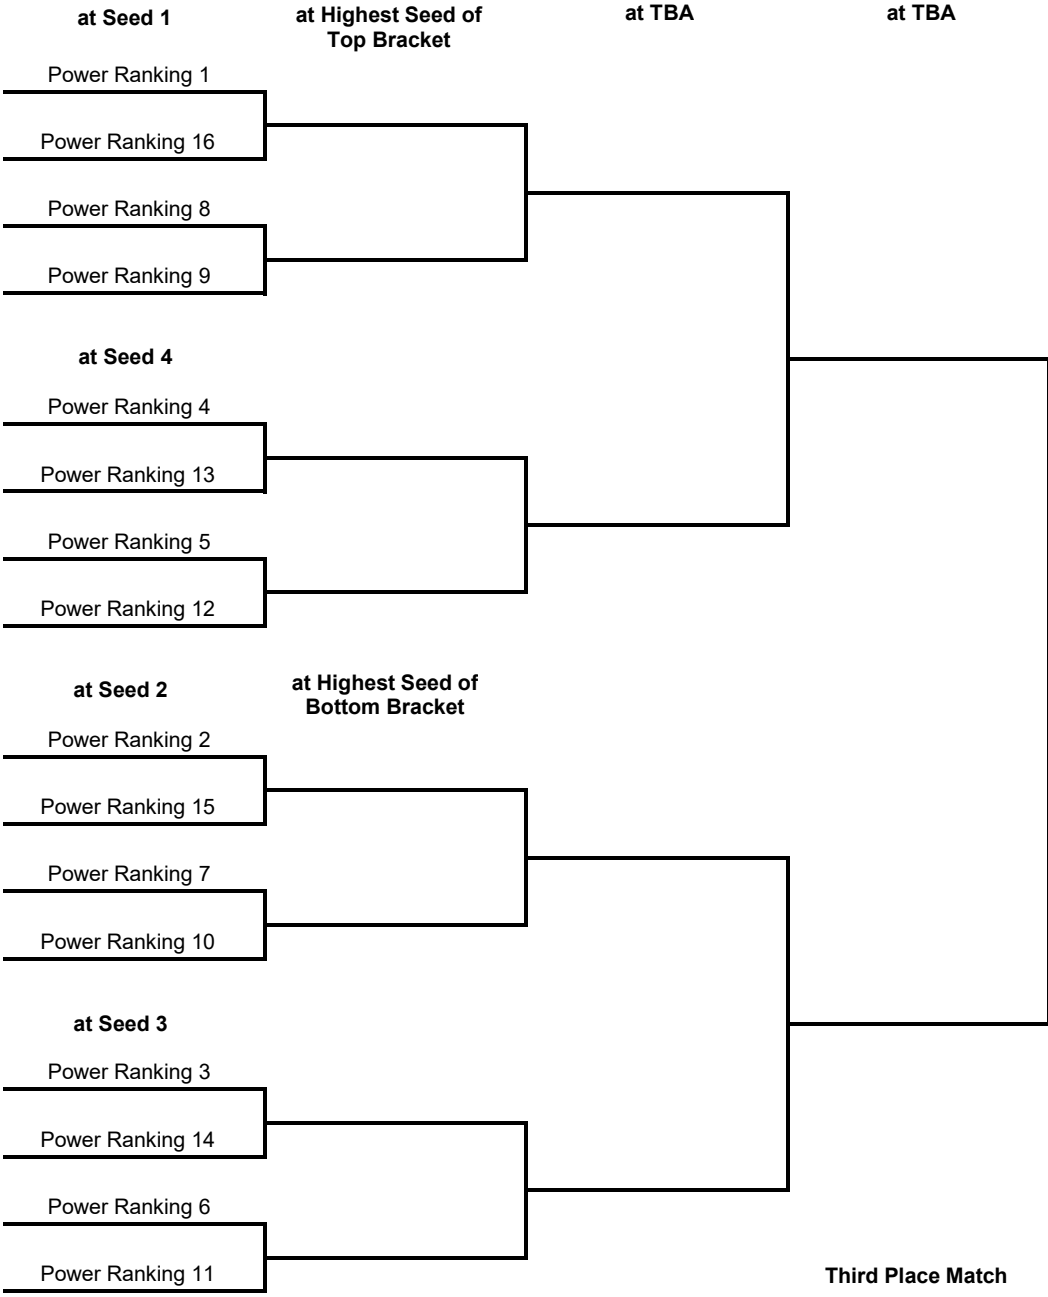 at Seed 1
at Highest Seed of
Top Bracket
at TBA
at TBA
Power Ranking 1
Power Ranking 16
Power Ranking 8
Power Ranking 9
at Seed 4
Power Ranking 4
Power Ranking 13
Power Ranking 5
Power Ranking 12
at Seed 2
at Highest Seed of
Bottom Bracket
Power Ranking 2
Power Ranking 15
Power Ranking 7
Power Ranking 10
at Seed 3
Power Ranking 3
Power Ranking 14
Power Ranking 6
Power Ranking 11
Third Place Match